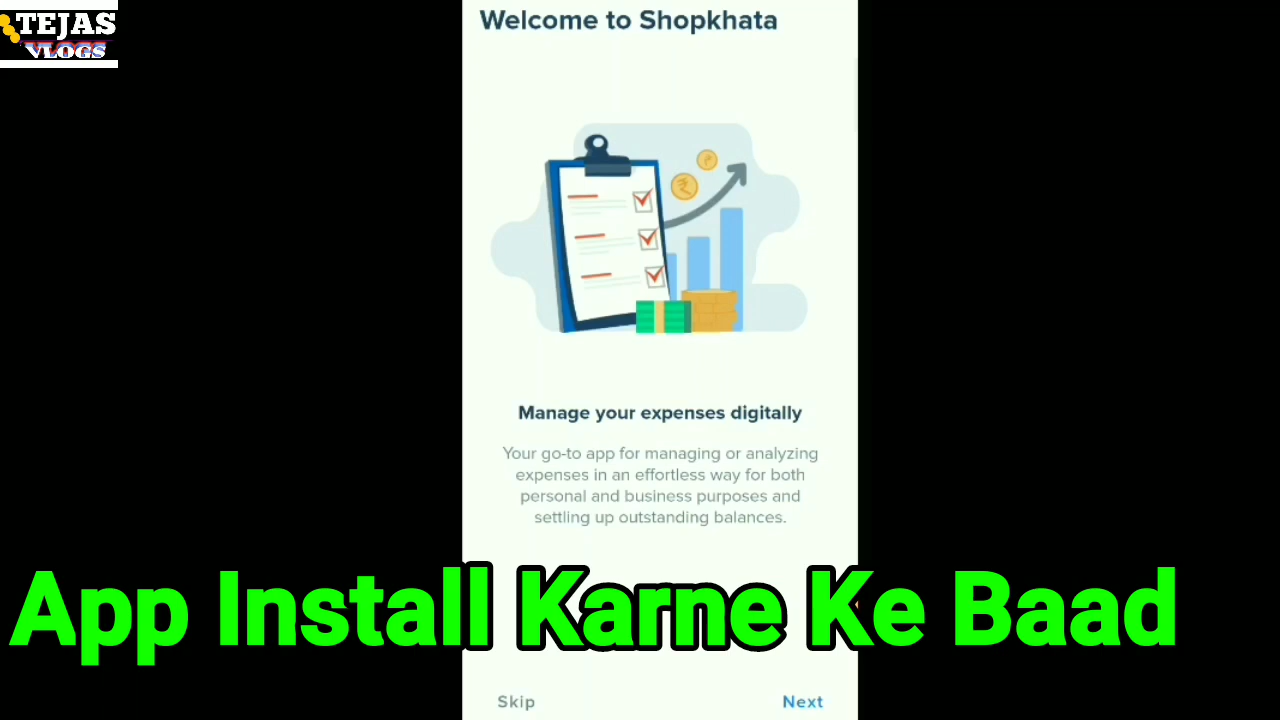 TEJAS
VLOGS
Welcome to Shopkhata
Manage your expenses digitally
Your go-to app for managing or analyzing
expenses in an effortless way for both
personal and business purposes and
settling up outstanding balances.
App Install Karne Ke Baad
Skip
Next